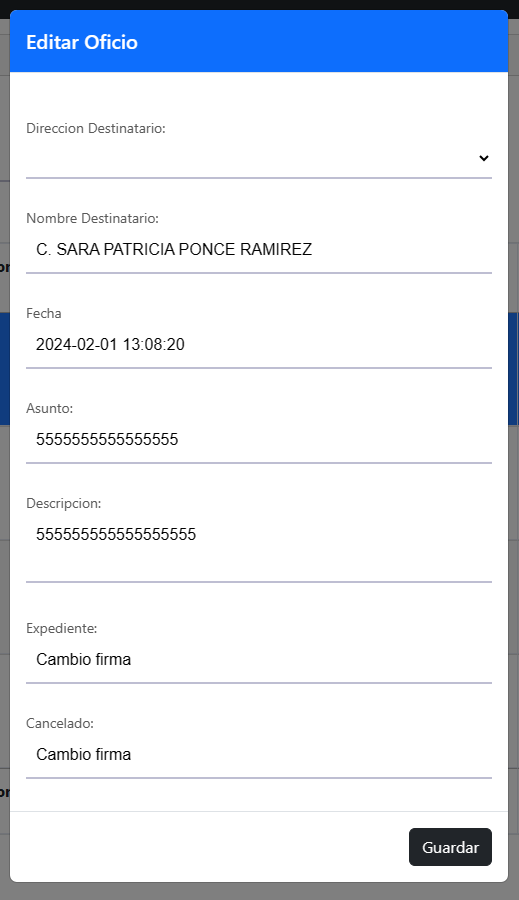 Editar Oficio
Direccion Destinatario:
Nombre Destinatario:
C. SARA PATRICIA PONCE RAMIREZ
Fecha
2024-02-01 13:08:20
Asunto:
5555555555555555
Descripcion:
555555555555555555
Expediente:
Cambio firma
Cancelado:
Cambio firma
Guardar